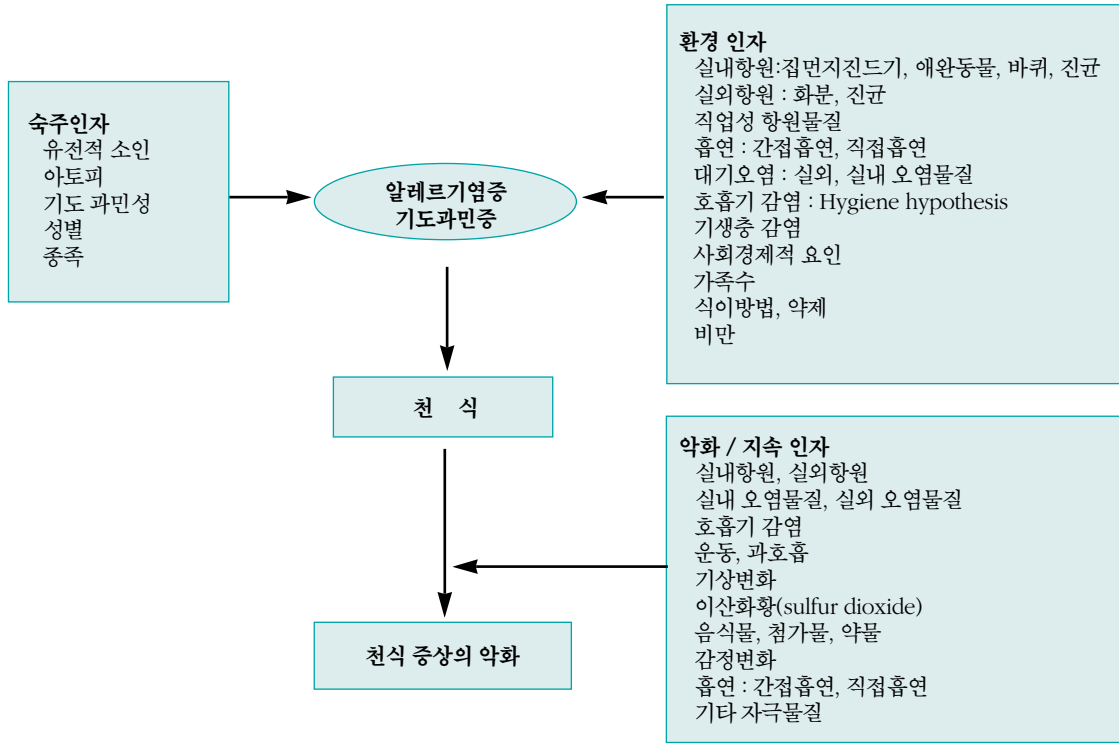 숙주인자
유전적 소인
아토피
기도 과민성
성별
종족
알레르기염증
기도과민증
환경 인자
실내항원:집먼지진드기, 애완동물, 바퀴, 진균
실외항원 : 화분, 진균
직업성 항원물질
흡연 : 간접흡연, 직접흡연
대기오염 : 실외, 실내 오염물질
호흡기 감염 : Hygiene hypothesis
기생충 감염
사회경제적 요인
가족수
식이방법, 약제
비만
천 식
악화 / 지속 인자
실내항원, 실외항원
실내 오염물질, 실외 오염물질
호흡기 감염
운동, 과호흡
기상변화
이산화황(sulfur dioxide)
음식물, 첨가물, 약물
감정변화
흡연 : 간접흡연, 직접흡연
기타 자극물질
천식 증상의 악화